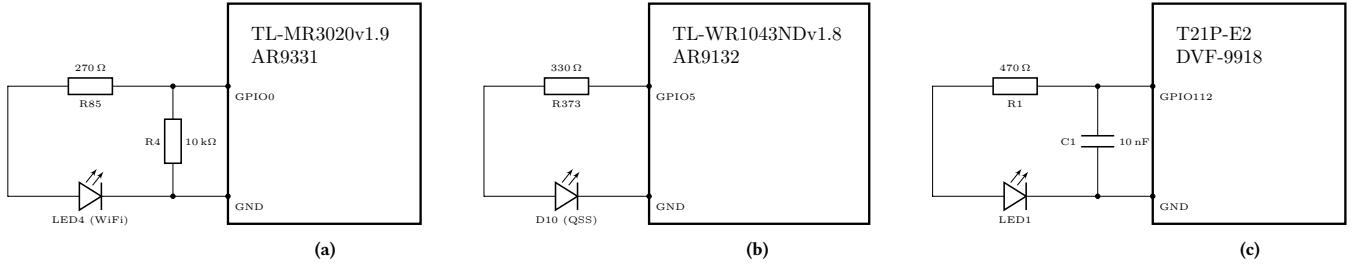 TL-MR3020v1.9
AR9331
270 Ω
R85
GPIO0
R4
10 kΩ
LED4 (WiFi)
GND
(a)
TL-WR1043NDv1.8
AR9132
330 Ω
R373
GPIO5
D10 (QSS)
GND
(b)
T21P-E2
DVF-9918
470 Ω
R1
GPIO112
C1
10 nF
LED1
GND
(c)